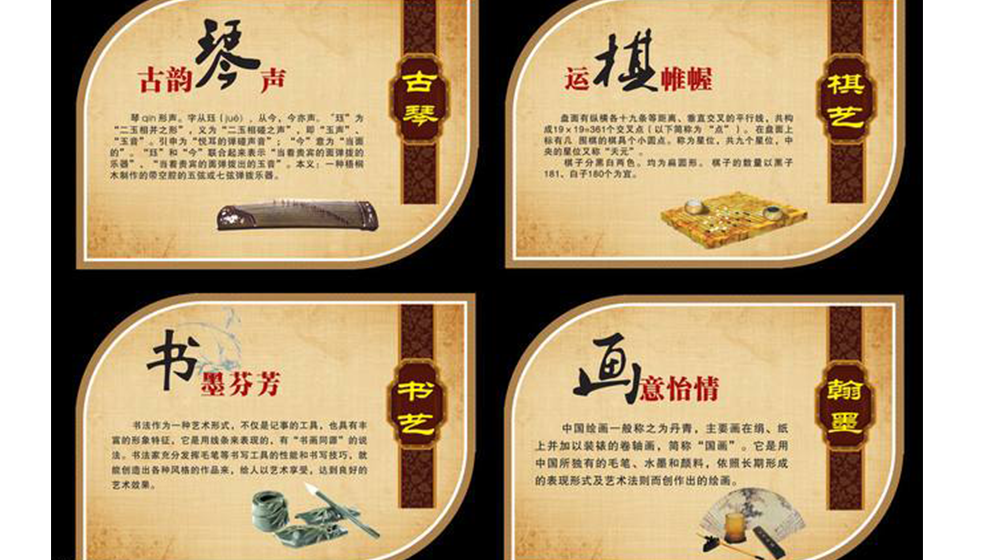 古韵琴声
古琴
琴 qin 形声。字从珏（jué），从今，今亦声。“珏”为
“二玉相并之形”，义为“二玉相碰之声”，即“玉声”、
“玉音”。引申为“悦耳的弹碰声音”；“今”意为“当面
的”。“珏”和“今”联合起来表示“当着贵宾的面弹拨的
乐器”、“当着贵宾的面弹拨出的玉音”。本义：一种梧桐
木制作的带空腔的五弦或七弦弹拨乐器。
运棋帷幄
棋艺
盘面有纵横各十九条等距离、垂直交叉的平行线，共构
成19×19=361个交叉点（以下简称为“点”）。在盘面上
标有几 围棋的棋具个小圆点。称为星位，共九个星位，中
央的星位又称“天元”。
棋子分黑白两色。均为扁圆形。 棋子的数量以黑子
181、白子180个为宜。
书墨芬芳
书艺
书法作为一种艺术形式，不仅是记事的工具，也具有丰
富的形象特征，它是用线条来表现的，有“书画同源”的说
法。书法家充分发挥毛笔等书写工具的性能和书写技巧，就
能创造出各种风格的作品来，给人以艺术享受，达到良好的
艺术效果。
画意怡情
翰墨
中国绘画一般称之为丹青，主要画在绢、纸
上并加以装裱的卷轴画，简称“国画”。它是用
中国所独有的毛笔、水墨和颜料，依照长期形成
的表现形式及艺术法则而创作出的绘画。